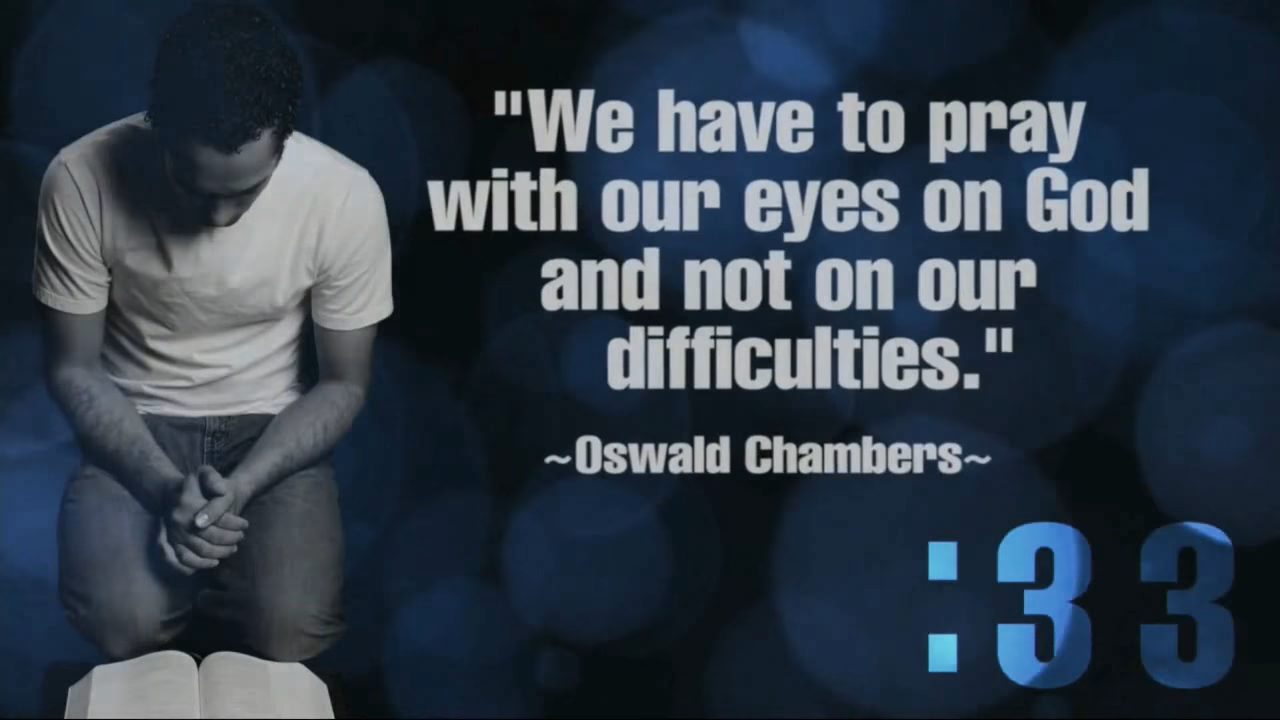 "We have to pray
with our eyes on God
and not on our
difficulties."
~Oswald Chambers~
:33